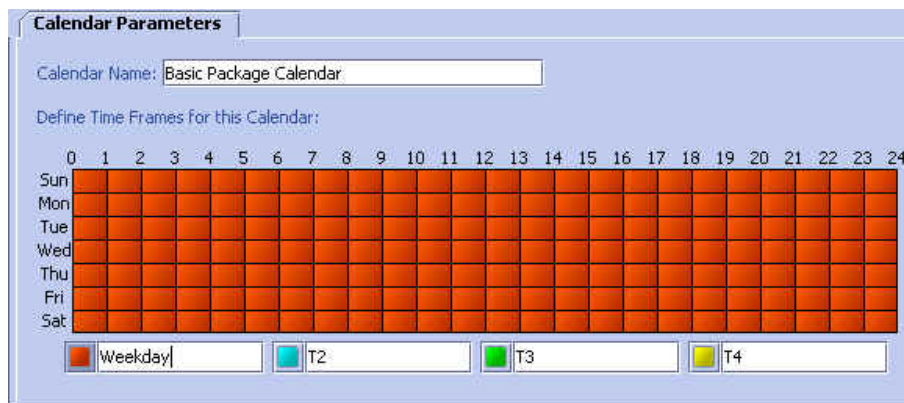 Calendar Parameters
Calendar Name: Basic Package Calendar
Define Time Frames for this Calendar:
0 1 2 3 4 5 6 7 8 9 10 11 12 13 14 15 16 17 18 19 20 21 22 23 24
Sun
Mon
Tue
Wed
Thu
Fri
Sat
Weekday T2 T3 T4